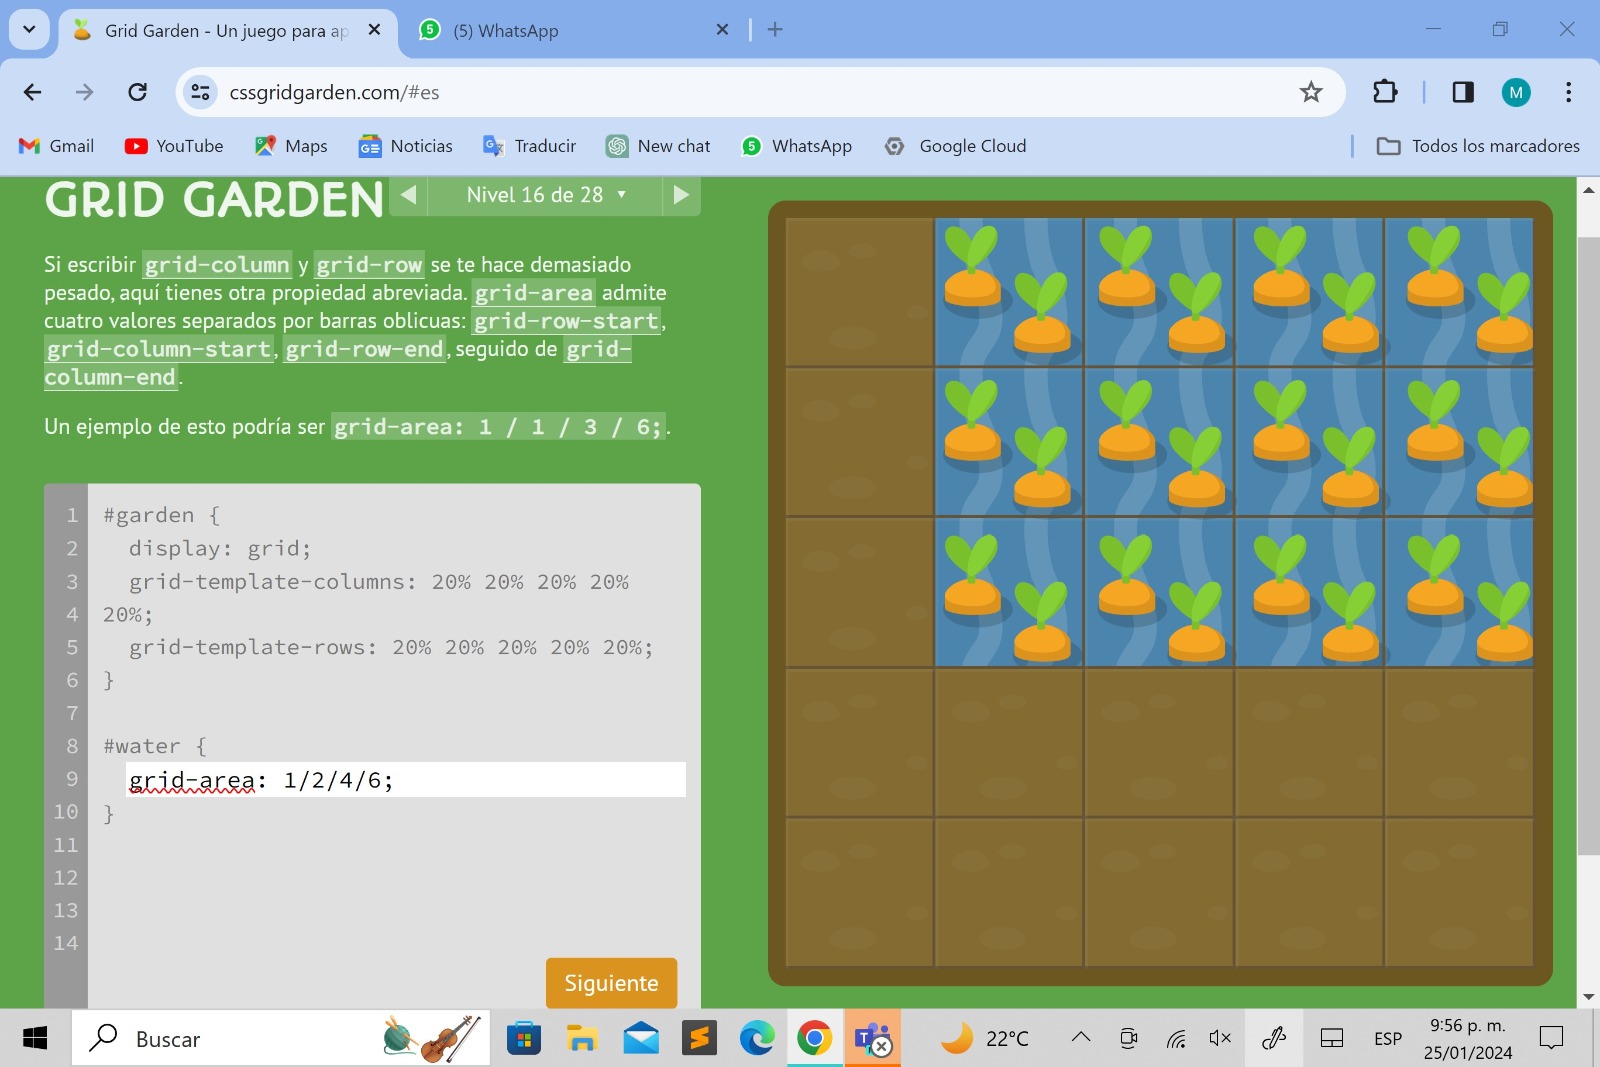 Grid Garden - Un juego para ap
(5) WhatsApp
cssgridgarden.com/#es
M
Gmail
YouTube
Maps
Noticias
Traducir
New chat
5 WhatsApp
Google Cloud
Todos los marcadores
GRID GARDEN
Nivel 16 de 28
Si escribir grid-column y grid-row se te hace demasiado
pesado, aquí tienes otra propiedad abreviada. grid-area admite
cuatro valores separados por barras oblicuas: grid-row-start,
grid-column-start, grid-row-end, seguido de grid-
column-end.
Un ejemplo de esto podría ser grid-area: 1 / 1 / 3 / 6;.
1 #garden {
2 display: grid;
3 grid-template-columns: 20% 20% 20% 20%
4 20%;
5 grid-template-rows: 20% 20% 20% 20% 20%;
6 }
7
8 #water {
9 grid-area: 1/2/4/6;
10 }
11
12
13
14
Siguiente
Buscar
22°C
ESP
9:56 p. m.
25/01/2024